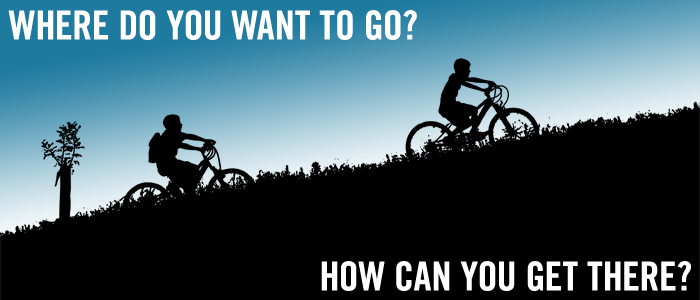 WHERE DO YOU WANT TO GO?
HOW CAN YOU GET THERE?